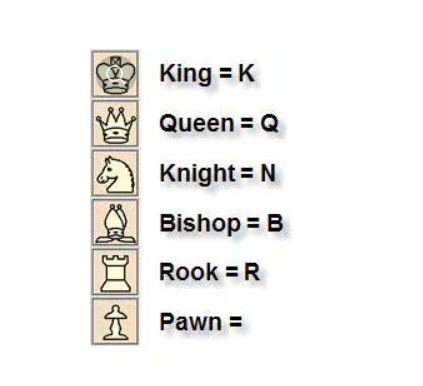 King = K
Queen = Q
Knight = N
Bishop = B
Rook = R
Pawn =